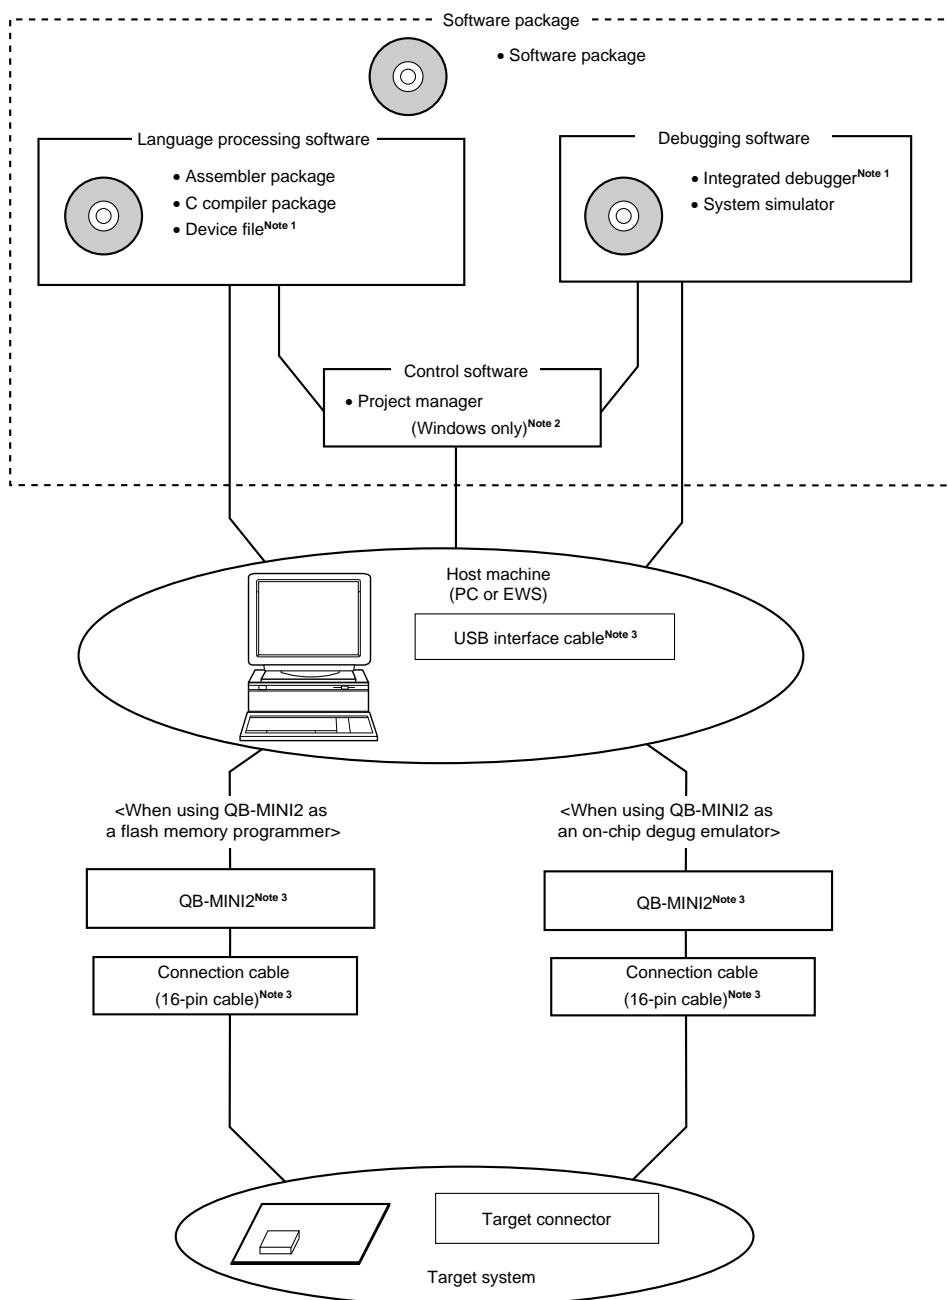 Software package
• Software package
Language processing software
• Assembler package
• C compiler package
• Device fileNote 1
Debugging software
• Integrated debuggerNote 1
• System simulator
Control software
• Project manager
(Windows only)Note 2
Host machine
(PC or EWS)
USB interface cableNote 3
<When using QB-MINI2 as
a flash memory programmer>
<When using QB-MINI2 as
an on-chip degug emulator>
QB-MINI2Note 3
QB-MINI2Note 3
Connection cable
(16-pin cable)Note 3
Connection cable
(16-pin cable)Note 3
Target connector
Target system